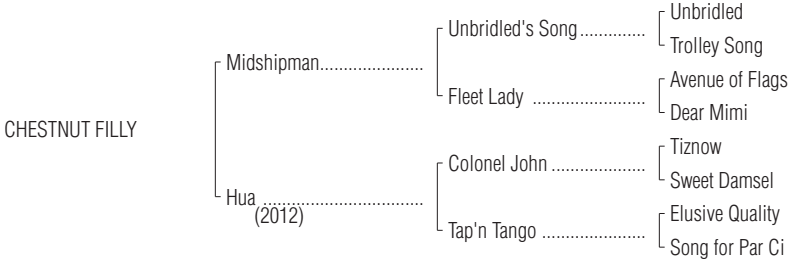 Unbridled
Unbridled's Song..............
Trolley Song
Midshipman......................
Avenue of Flags
Fleet Lady ........................
Dear Mimi
CHESTNUT FILLY
Tiznow
Colonel John ....................
Sweet Damsel
Hua ..................................
(2012)
Elusive Quality
Tap'n Tango ......................
Song for Par Ci